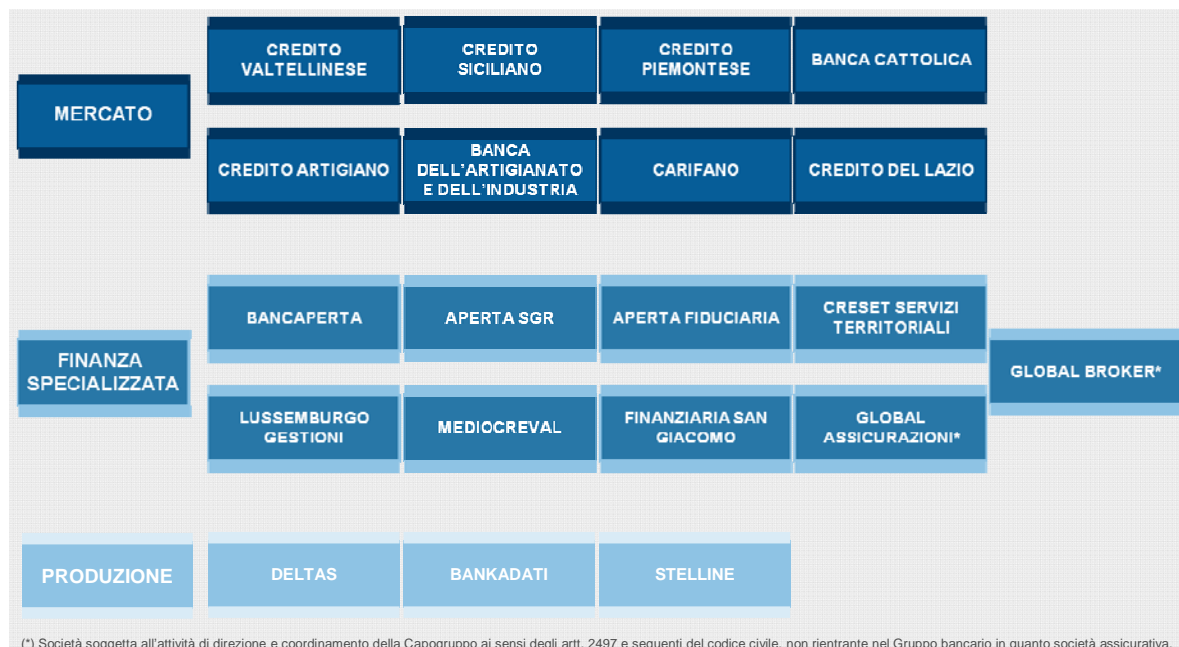 MERCATO
CREDITO
VALTELLINESE
CREDITO
SICILIANO
CREDITO
PIEMONTESE
BANCA CATTOLICA
CREDITO ARTIGIANO
BANCA
DELL'ARTIGIANATO
E DELL'INDUSTRIA
CARIFANO
CREDITO DEL LAZIO
FINANZA
SPECIALIZZATA
BANCAPERTA
APERTA SGR
APERTA FIDUCIARIA
CRESET SERVIZI
TERRITORIALI
GLOBAL BROKER*
LUSSEMBURGO
GESTIONI
MEDIOCREVAL
FINANZIARIA SAN
GIACOMO
GLOBAL
ASSICURAZIONI*
PRODUZIONE
DELTAS
BANKADATI
STELLINE
(*) Società soggetta all'attività di direzione e coordinamento della Capogruppo ai sensi degli artt. 2497 e seguenti del codice civile, non rientrante nel Gruppo bancario in quanto società assicurativa.